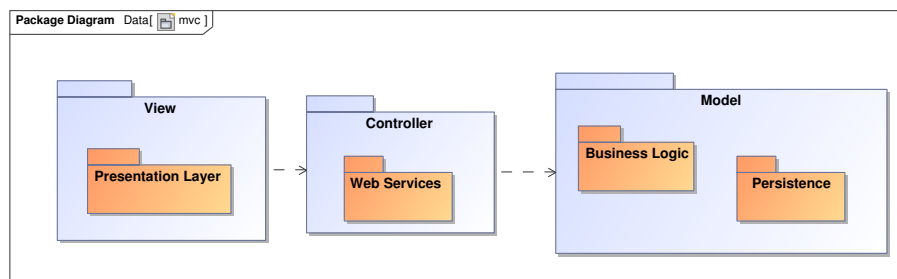 Package Diagram Data[ mvc ]
View
Presentation Layer
Controller
Web Services
Model
Business Logic
Persistence